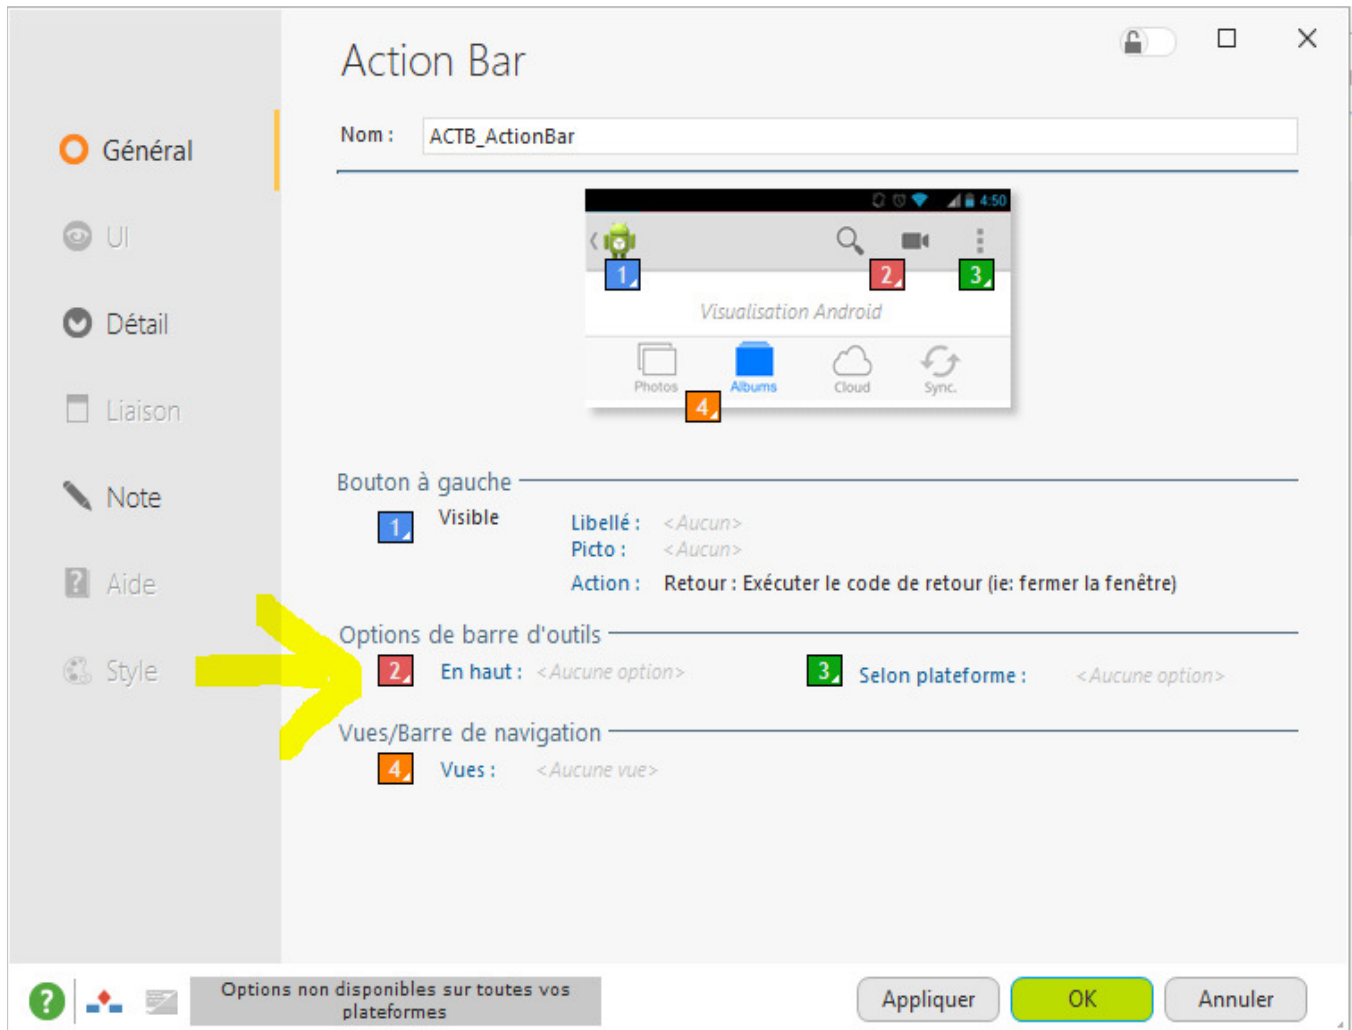 Action Bar
Nom : ACTB_ActionBar
Général
UI
Détail
Liaison
Note
Aide
Style
4:50
1 2 3
Visualisation Android
Photos Albums Cloud Sync.
4
Bouton à gauche
1 Visible Libellé : <Aucun>
Picto : <Aucun>
Action : Retour : Exécuter le code de retour (ie: fermer la fenêtre)
Options de barre d'outils
2 En haut : <Aucune option> 3 Selon plateforme : <Aucune option>
Vues/Barre de navigation
4 Vues : <Aucune vue>
? Options non disponibles sur toutes vos
plateformes
Appliquer OK Annuler